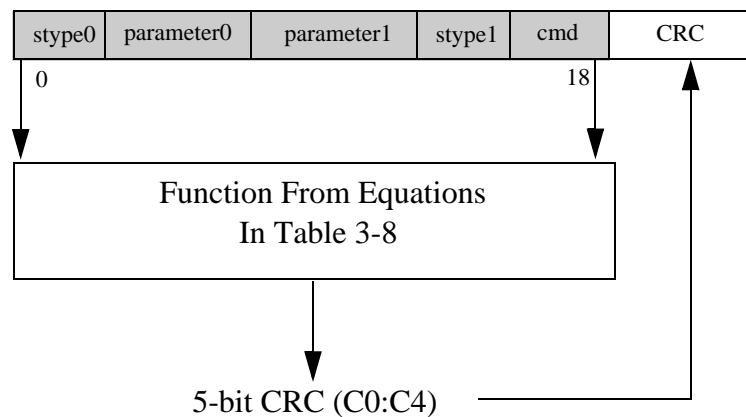 stype0 parameter0 parameter1 stype1 cmd CRC
0 18
Function From Equations
In Table 3-8
5-bit CRC (C0:C4)